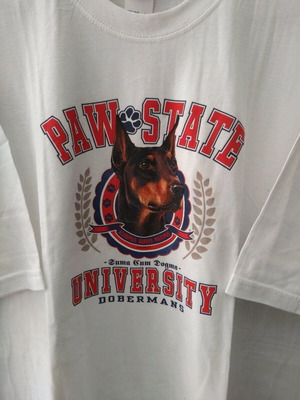 PAW STATE
- Suma Cum Dogma -
UNIVERSITY
DOBERMANS